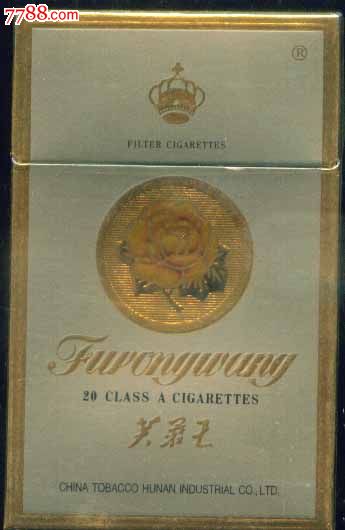 7788.com
®
FILTER CIGARETTES
Furongwang
20 CLASS A CIGARETTES
芙蓉王
CHINA TOBACCO HUNAN INDUSTRIAL CO., LTD.